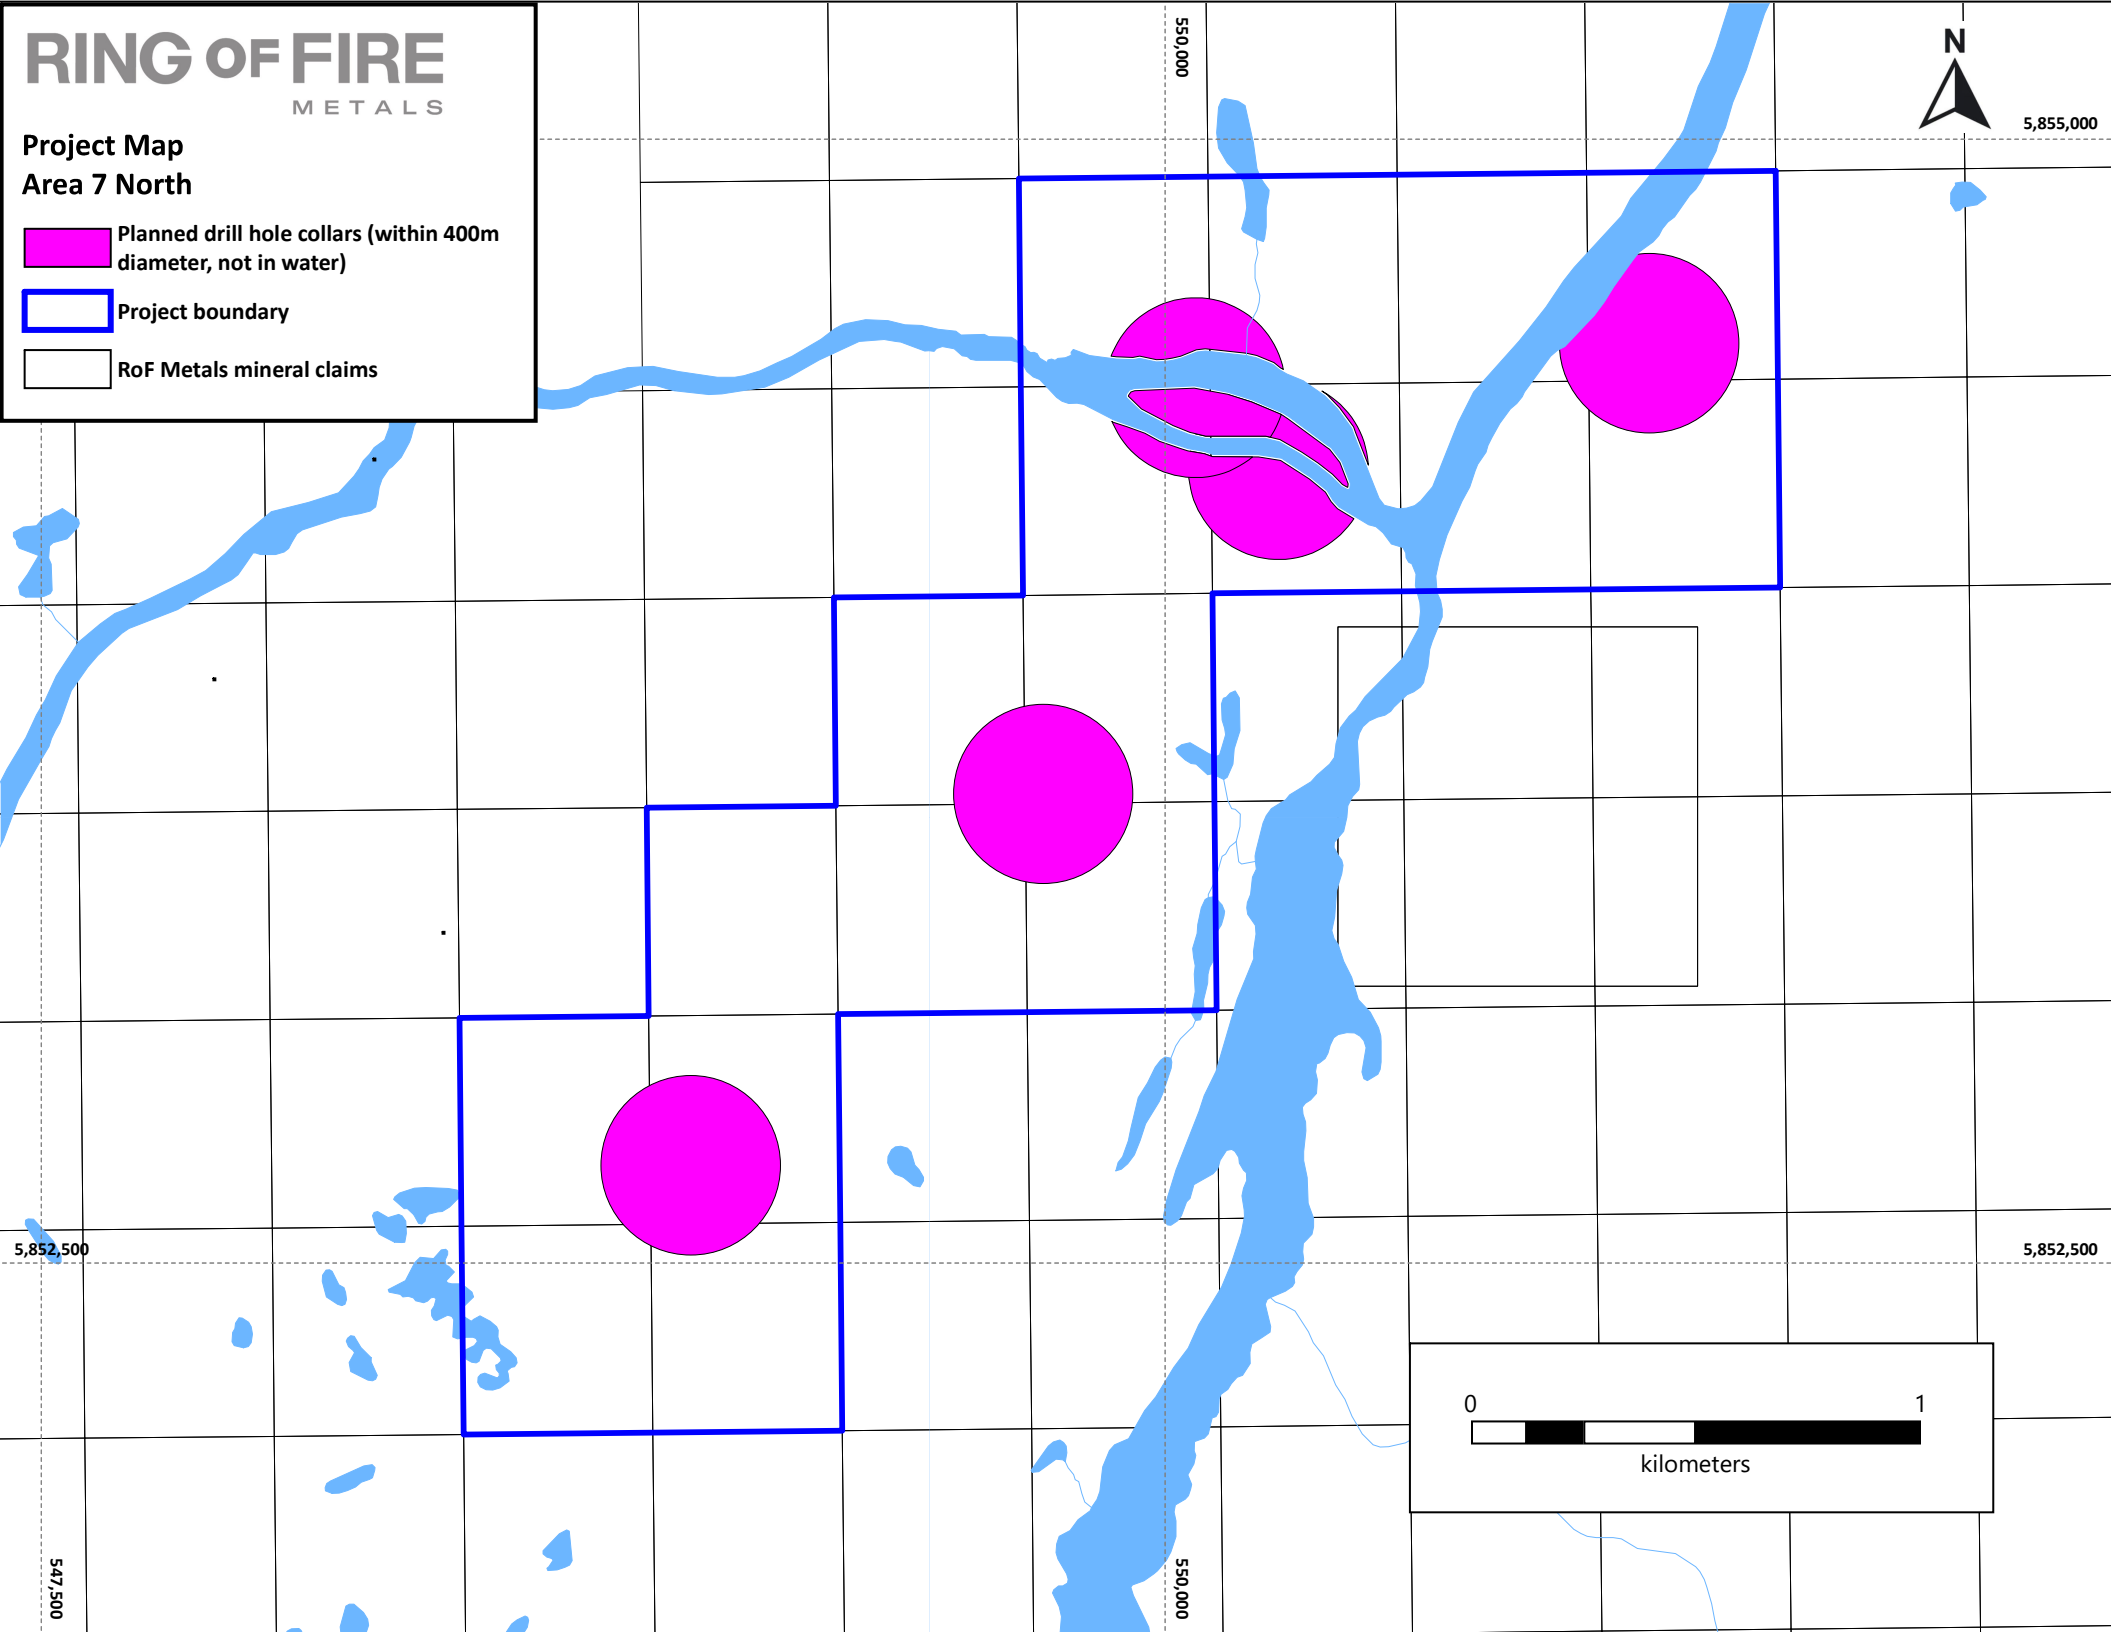 RING OF FIRE
METALS
Project Map
Area 7 North
Planned drill hole collars (within 400m
diameter, not in water)
Project boundary
RoF Metals mineral claims
550,000
N
5,855,000
5,852,500
5,852,500
0 1
kilometers
547,500
550,000